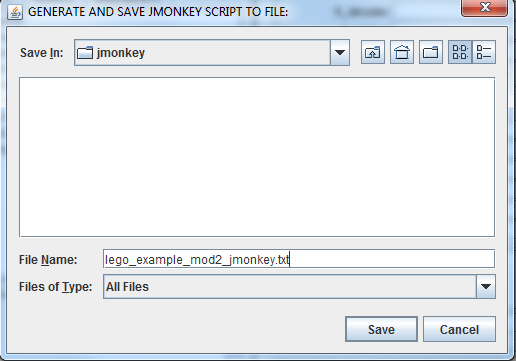 GENERATE AND SAVE JMONKEY SCRIPT TO FILE:
Save In: jmonkey
File Name: lego_example_mod2_jmonkey.txt
Files of Type: All Files
Save Cancel